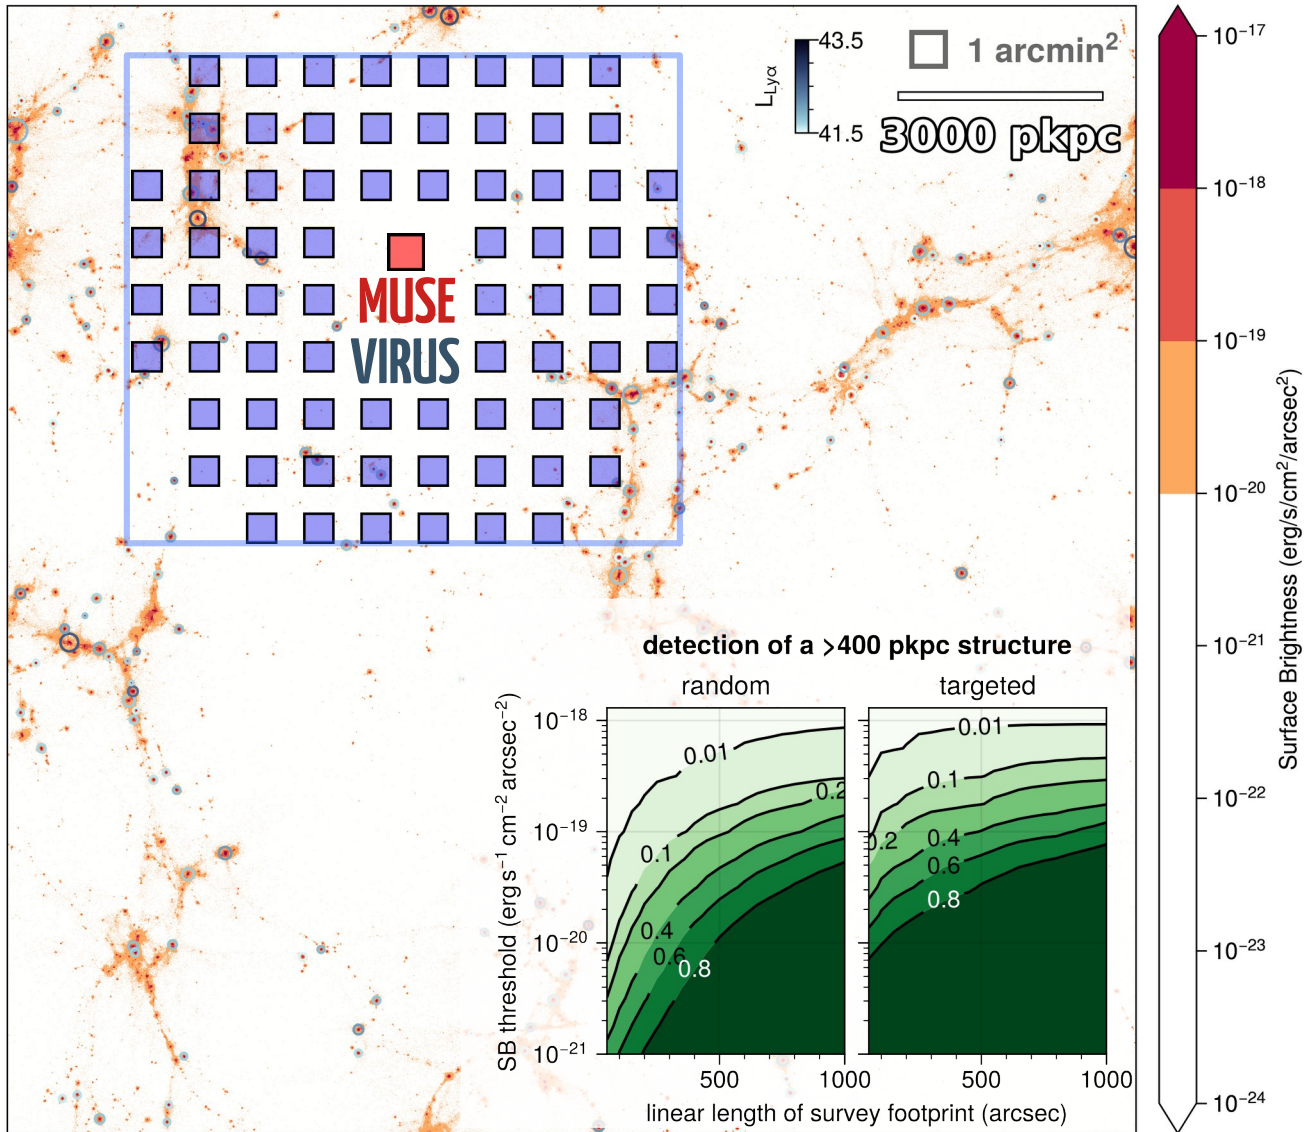 43.5
L_Lyα
41.5
1 arcmin²
3000 pkpc
MUSE
VIRUS
10⁻¹⁷
10⁻¹⁸
10⁻¹⁹
10⁻²⁰
10⁻²¹
10⁻²²
10⁻²³
10⁻²⁴
Surface Brightness (erg/s/cm²/arcsec²)
detection of a >400 pkpc structure
random
targeted
SB threshold (erg s⁻¹ cm⁻² arcsec⁻²)
10⁻¹⁸
10⁻¹⁹
10⁻²⁰
10⁻²¹
0.01
0.2
0.1
0.4
0.6
0.8
0.01
0.1
0.2
0.4
0.6
0.8
500
1000
500
1000
linear length of survey footprint (arcsec)